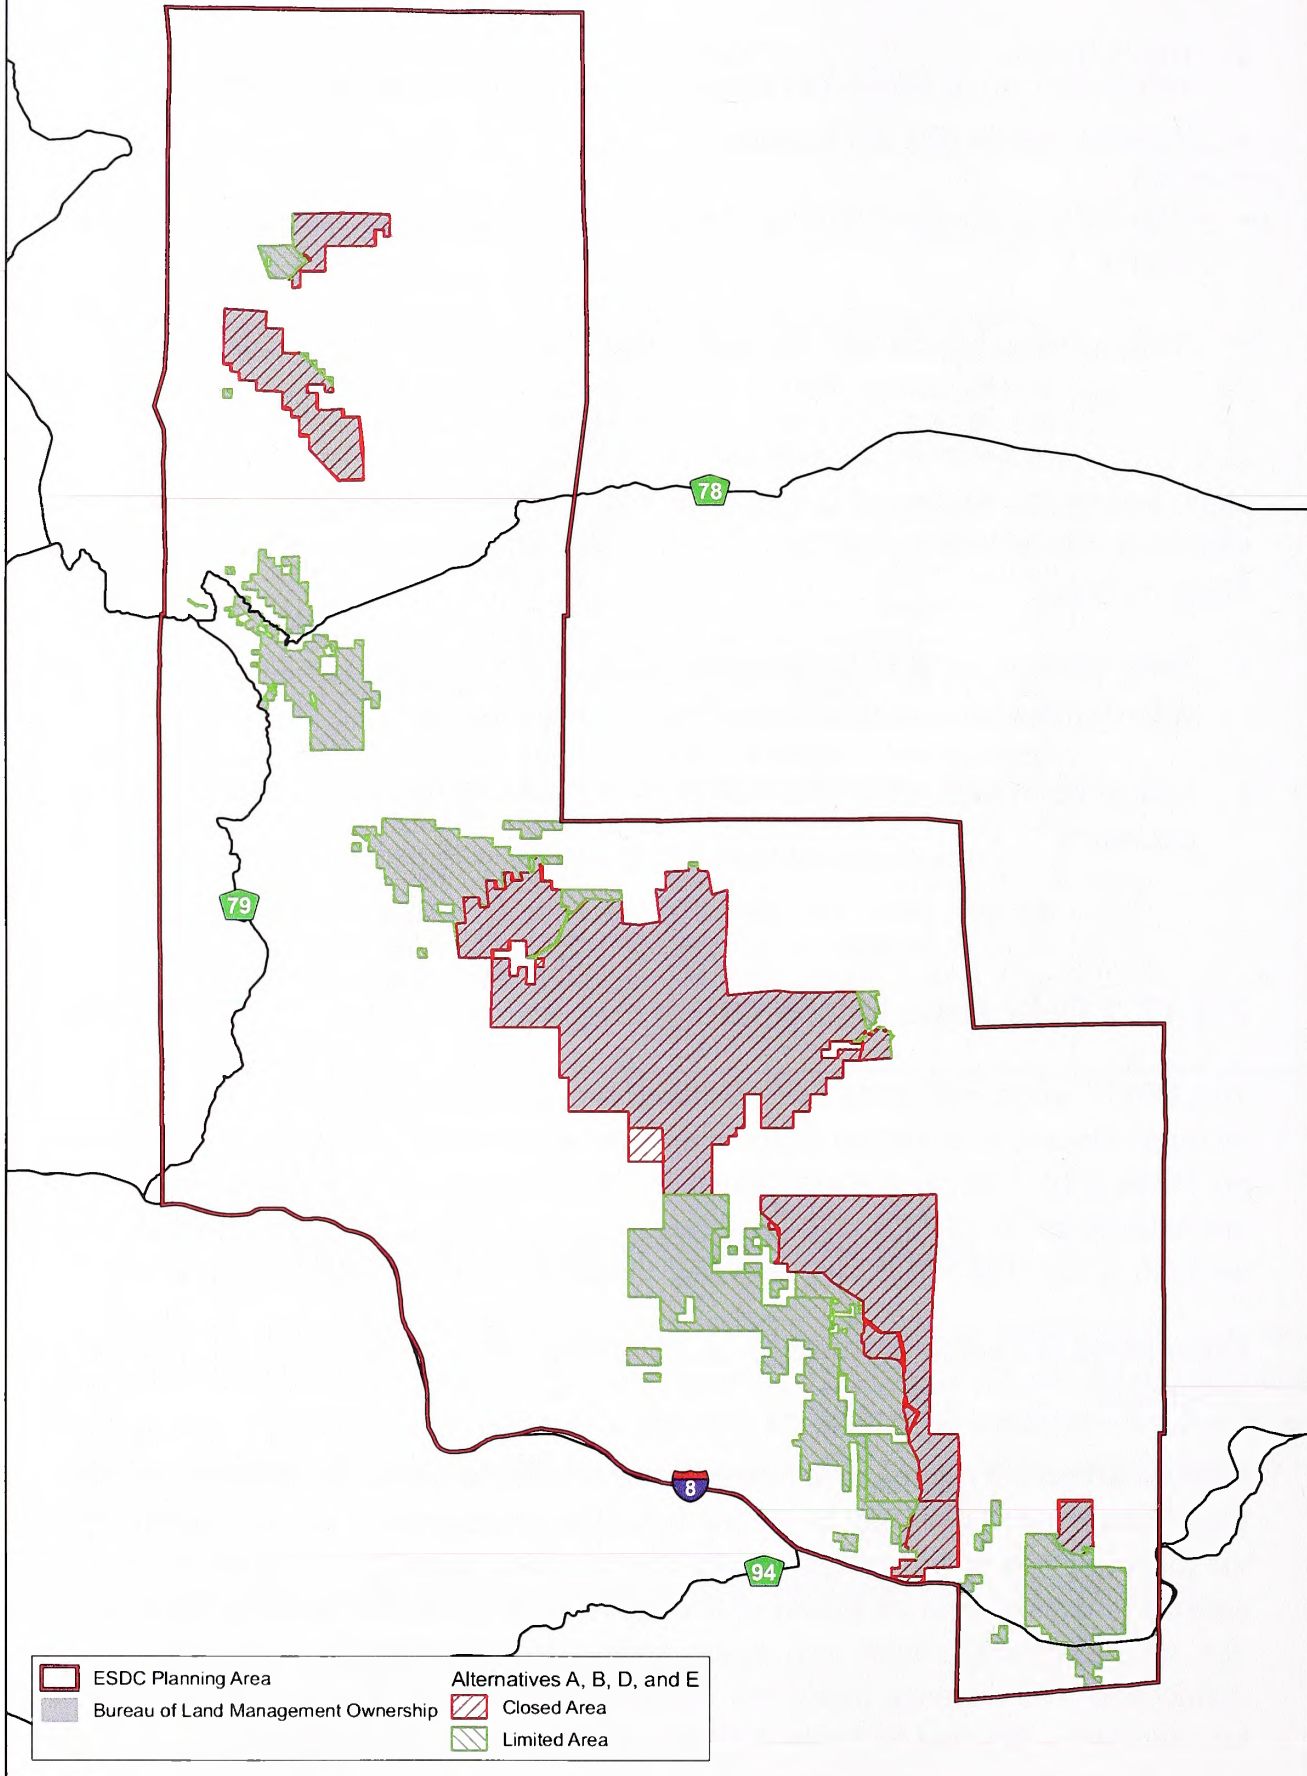 78
79
8
94
ESDC Planning Area
Bureau of Land Management Ownership
Alternatives A, B, D, and E
Closed Area
Limited Area